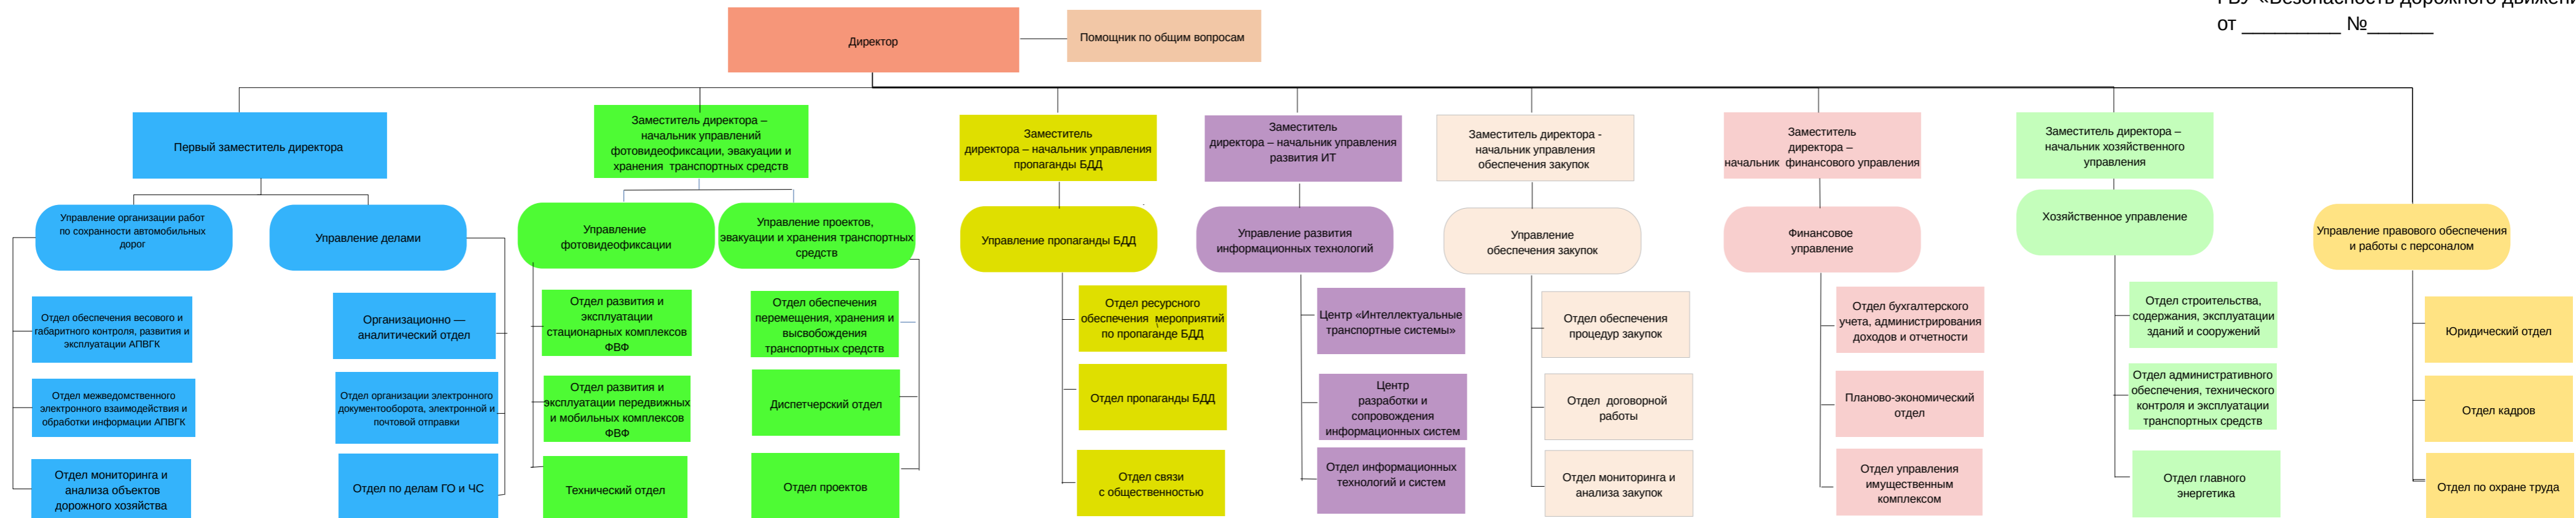 ГБУ «Безопасность дорожного движени
от _________ №______
Директор
Помощник по общим вопросам
Первый заместитель директора
Заместитель директора –
начальник управлений
фотовидеофиксации, эвакуации и
хранения транспортных средств
Заместитель
директора – начальник управления
пропаганды БДД
Заместитель
директора – начальник управления
развития ИТ
Заместитель директора -
начальник управления
обеспечения закупок
Заместитель
директора –
начальник финансового управления
Заместитель директора –
начальник хозяйственного
управления
Управление организации работ
по сохранности автомобильных
дорог
Управление делами
Управление
фотовидеофиксации
Управление проектов,
эвакуации и хранения транспортных
средств
Управление пропаганды БДД
Управление развития
информационных технологий
Управление
обеспечения закупок
Финансовое
управление
Хозяйственное управление
Управление правового обеспечения
и работы с персоналом
Отдел обеспечения весового и
габаритного контроля, развития и
эксплуатации АПВГК
Организационно —
аналитический отдел
Отдел развития и
эксплуатации
стационарных комплексов
ФВФ
Отдел обеспечения
перемещения, хранения и
высвобождения
транспортных средств
Отдел ресурсного
обеспечения мероприятий
по пропаганде БДД
Центр «Интеллектуальные
транспортные системы»
Отдел обеспечения
процедур закупок
Отдел бухгалтерского
учета, администрирования
доходов и отчетности
Отдел строительства,
содержания, эксплуатации
зданий и сооружений
Юридический отдел
Отдел межведомственного
электронного взаимодействия и
обработки информации АПВГК
Отдел организации электронного
документооборота, электронной и
почтовой отправки
Отдел развития и
эксплуатации передвижных
и мобильных комплексов
ФВФ
Диспетчерский отдел
Отдел пропаганды БДД
Центр
разработки и
сопровождения
информационных систем
Отдел договорной
работы
Планово-экономический
отдел
Отдел административного
обеспечения, технического
контроля и эксплуатации
транспортных средств
Отдел кадров
Отдел мониторинга и
анализа объектов
дорожного хозяйства
Отдел по делам ГО и ЧС
Технический отдел
Отдел проектов
Отдел связи
с общественностью
Отдел информационных
технологий и систем
Отдел мониторинга и
анализа закупок
Отдел управления
имущественным
комплексом
Отдел главного
энергетика
Отдел по охране труда